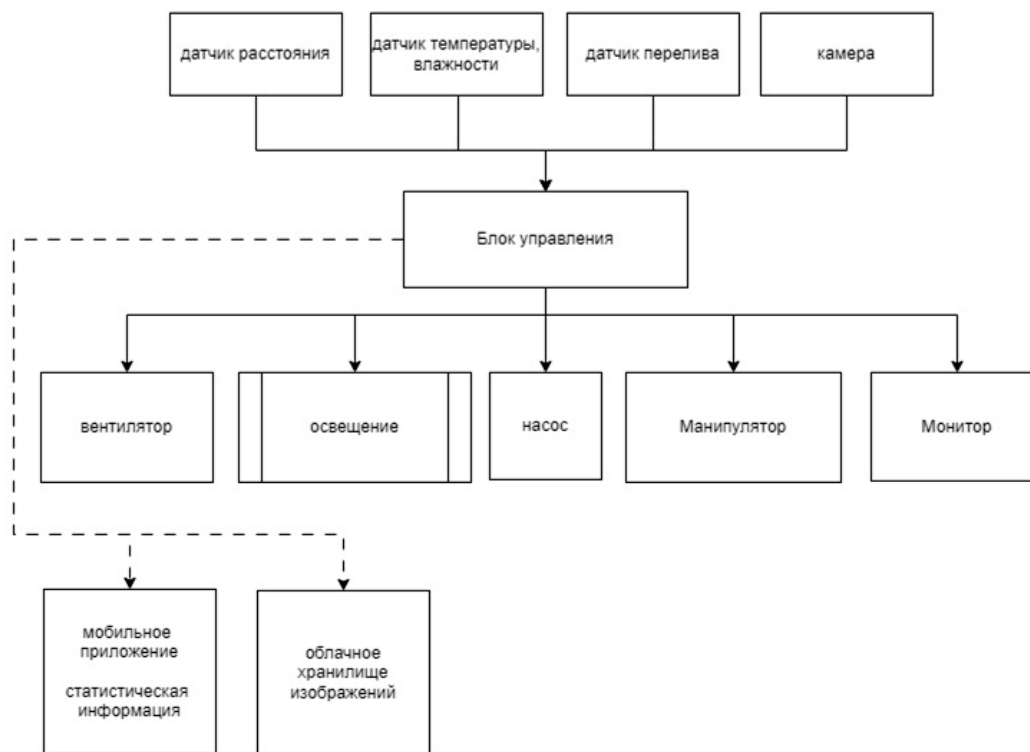 датчик расстояния
датчик температуры,
влажности
датчик перелива
камера
Блок управления
вентилятор
освещение
насос
Манипулятор
Монитор
мобильное
приложение
статистическая
информация
облачное
хранилище
изображений